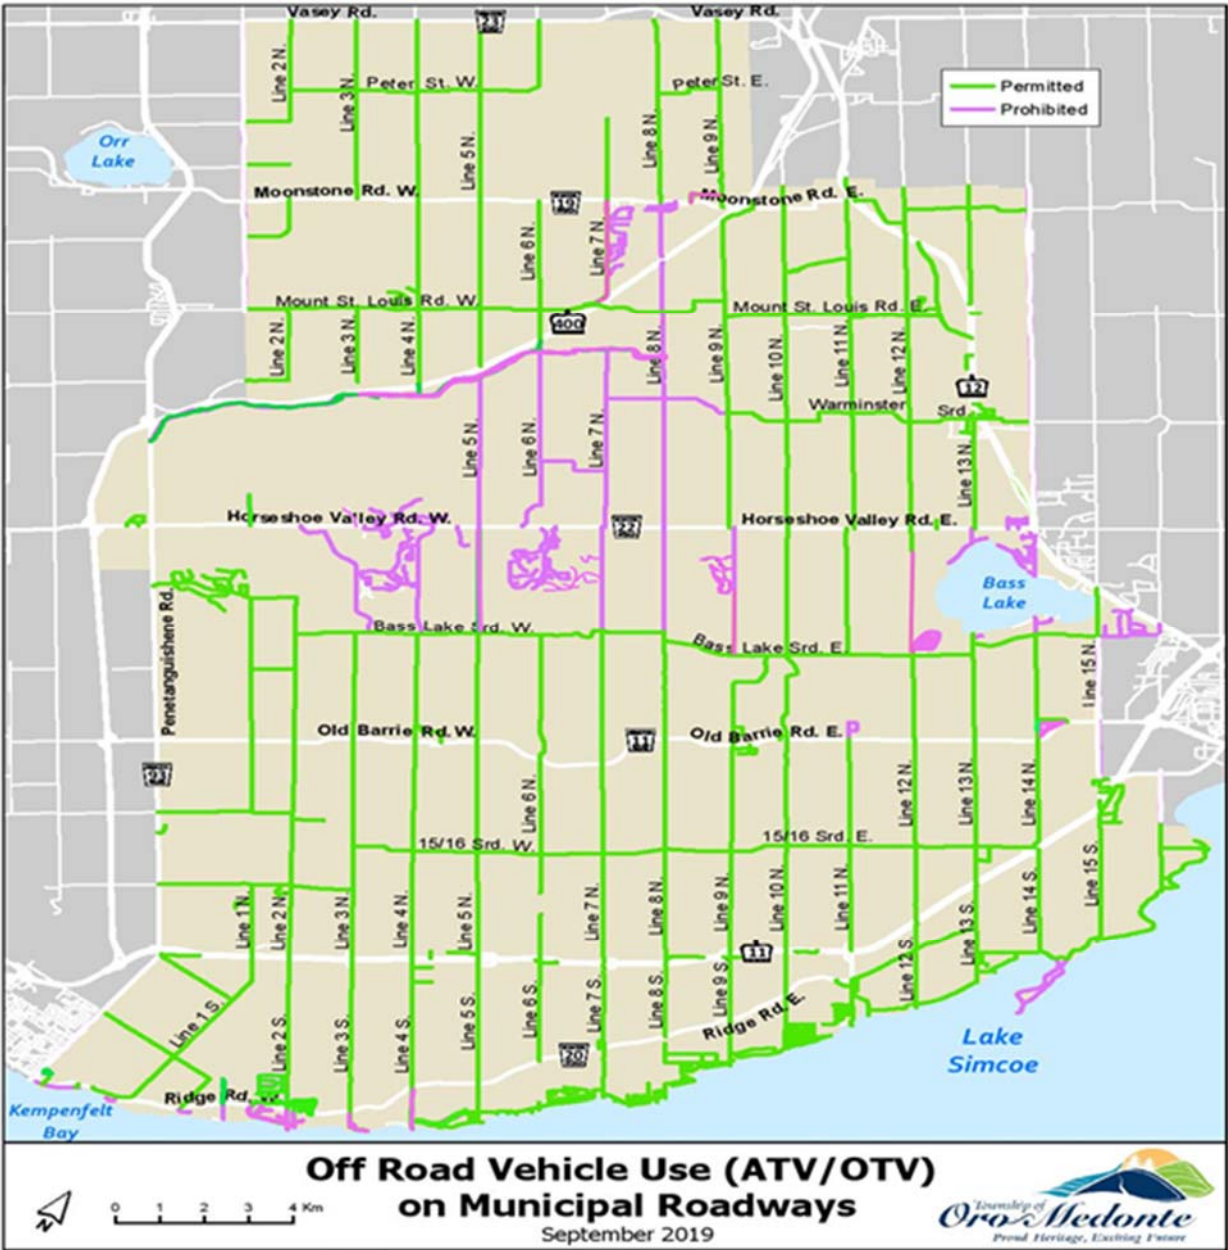 Vasey Rd.
23
Vasey Rd.
Line 2 N.
Line 3 N.
Peter St. W.
Peter St. E.
Permitted
Prohibited
Orr
Lake
Line 5 N.
Line 8 N.
Line 9 N.
Moonstone Rd. W.
19
Moonstone Rd. E.
Line 6 N.
Line 7 N.
Mount St. Louis Rd. W.
Mount St. Louis Rd. E.
400
Line 2 N.
Line 3 N.
Line 4 N.
Line 8 N.
Line 9 N.
Line 10 N.
Line 11 N.
Line 12 N.
12
Warminster
Srd.
Line 5 N.
Line 6 N.
Line 7 N.
Line 13 N.
Horseshoe Valley Rd. W.
22
Horseshoe Valley Rd. E.
Bass
Lake
Penetanguishene Rd.
Bass Lake Srd. W.
Bass Lake Srd. E.
Line 15 N.
Old Barrie Rd. W.
11
Old Barrie Rd. E.
P
93
Line 6 N.
Line 12 N.
Line 13 N.
Line 14 N.
15/16 Srd. W.
15/16 Srd. E.
Line 1 N.
Line 2 N.
Line 3 N.
Line 4 N.
Line 5 N.
Line 7 N.
Line 8 N.
Line 9 N.
Line 10 N.
Line 11 N.
Line 14 S.
Line 15 S.
11
Line 12 S.
Line 13 S.
Line 1 S.
Line 2 S.
Line 3 S.
Line 4 S.
Line 5 S.
Line 6 S.
Line 7 S.
Line 8 S.
Line 9 S.
Ridge Rd. E.
20
Lake
Simcoe
Ridge Rd. W.
Kempenfelt
Bay
Off Road Vehicle Use (ATV/OTV)
on Municipal Roadways
September 2019
N
0 1 2 3 4 Km
Township of
Oro-Medonte
Proud Heritage, Exciting Future